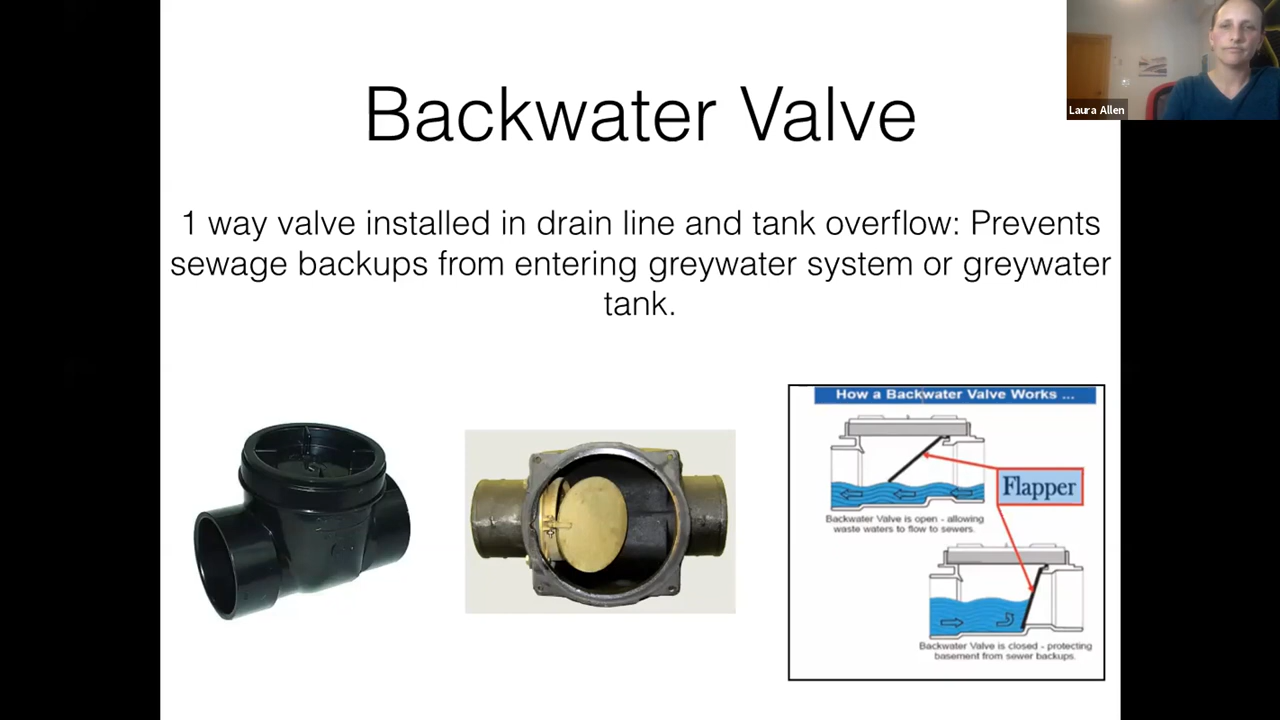 Laura Allen
Backwater Valve
1 way valve installed in drain line and tank overflow: Prevents
sewage backups from entering greywater system or greywater
tank.
How a Backwater Valve Works ...
Flapper
Backwater Valve is open - allowing
waste waters to flow to sewers.
Backwater Valve is closed - protecting
basement from sewer backups.